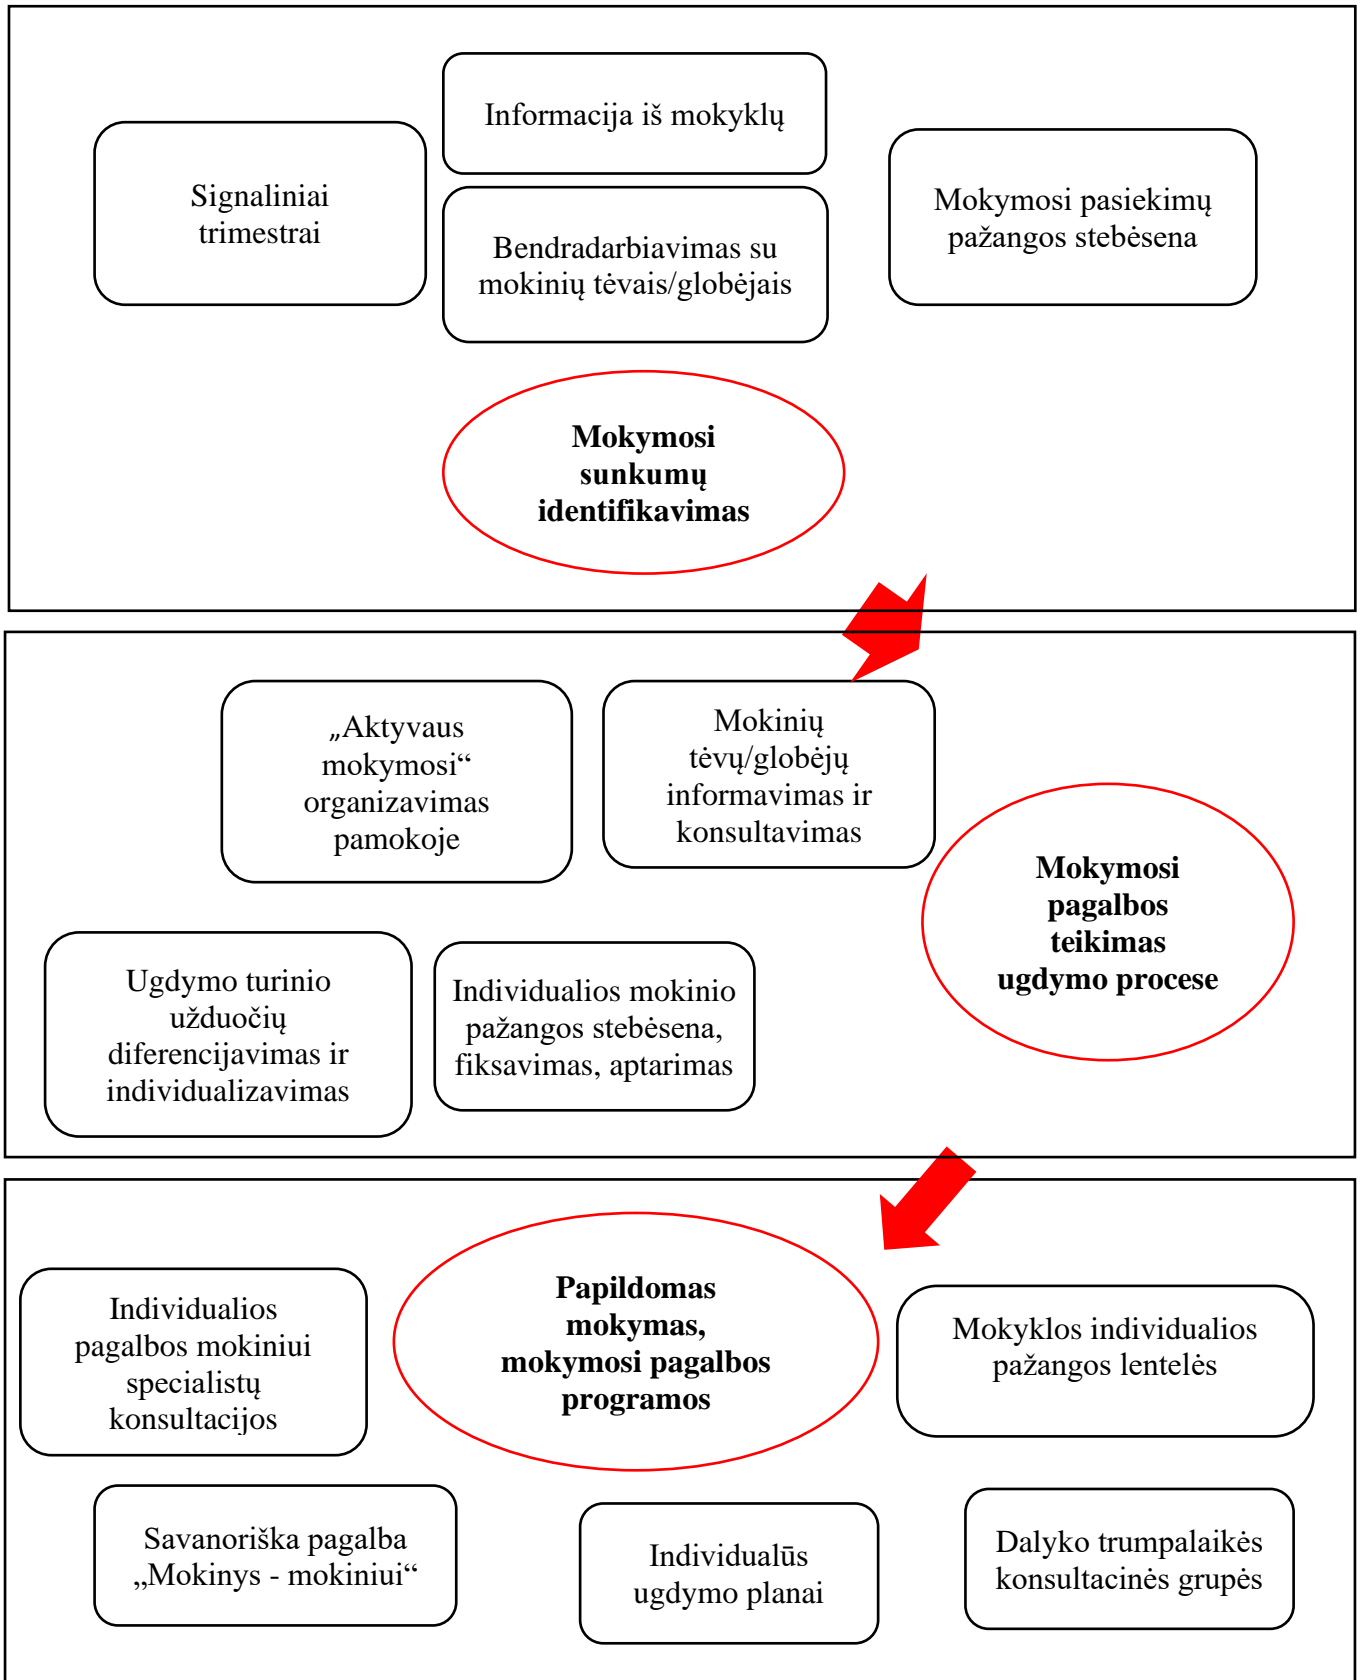 Informacija iš mokyklų
Signaliniai
trimestrai
Mokymosi pasiekimų
pažangos stebėsena
Bendradarbiavimas su
mokinių tėvais/globėjais
Mokymosi
sunkumų
identifikavimas
„Aktyvaus
mokymosi“
organizavimas
pamokoje
Mokinių
tėvų/globėjų
informavimas ir
konsultavimas
Mokymosi
pagalbos
teikimas
ugdymo procese
Ugdymo turinio
užduočių
diferencijavimas ir
individualizavimas
Individualios mokinio
pažangos stebėsena,
fiksavimas, aptarimas
Papildomas
mokymas,
mokymosi pagalbos
programos
Individualios
pagalbos mokiniui
specialistų
konsultacijos
Mokyklos individualios
pažangos lentelės
Savanoriška pagalba
„Mokinys - mokiniui“
Individualūs
ugdymo planai
Dalyko trumpalaikės
konsultacinės grupės